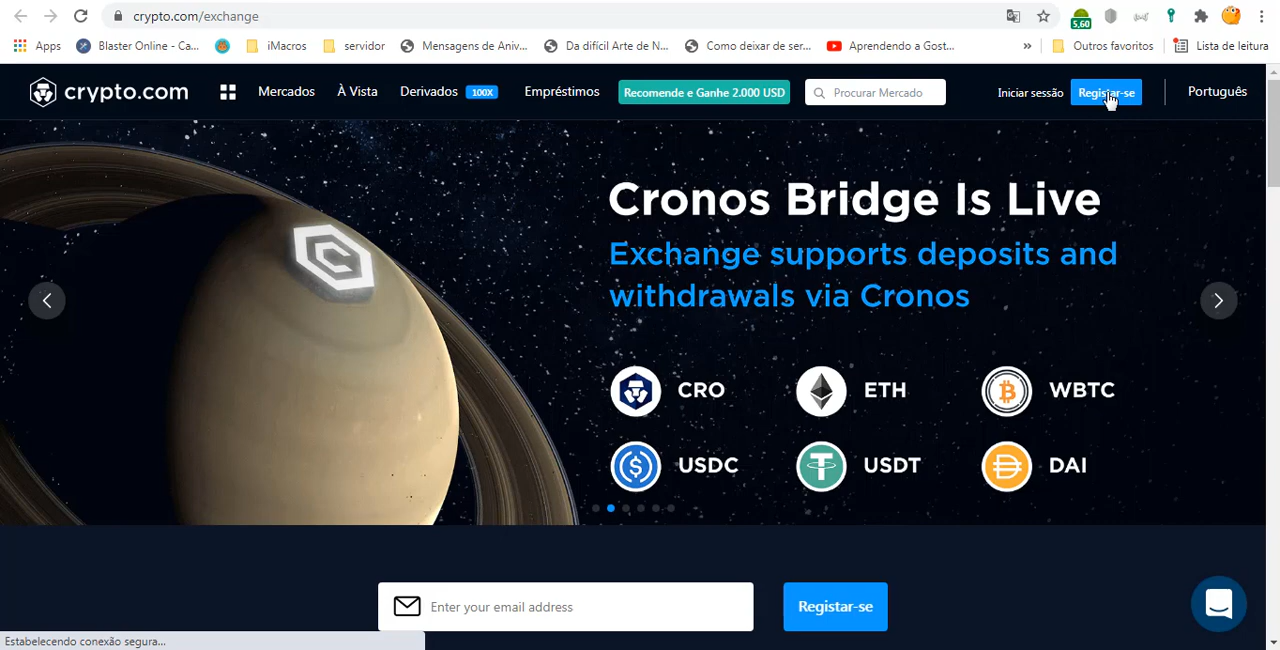 crypto.com/exchange
5,60
Apps
Blaster Online - Ca...
iMacros
servidor
Mensagens de Aniv...
Da difícil Arte de N...
Como deixar de ser...
Aprendendo a Gost...
»
Outros favoritos
Lista de leitura
crypto.com
Mercados
À Vista
Derivados
100X
Empréstimos
Recomende e Ganhe 2.000 USD
Procurar Mercado
Iniciar sessão
Registar-se
Português
Cronos Bridge Is Live
Exchange supports deposits and
withdrawals via Cronos
CRO
ETH
WBTC
USDC
USDT
DAI
Enter your email address
Registar-se
Estabelecendo conexão segura...